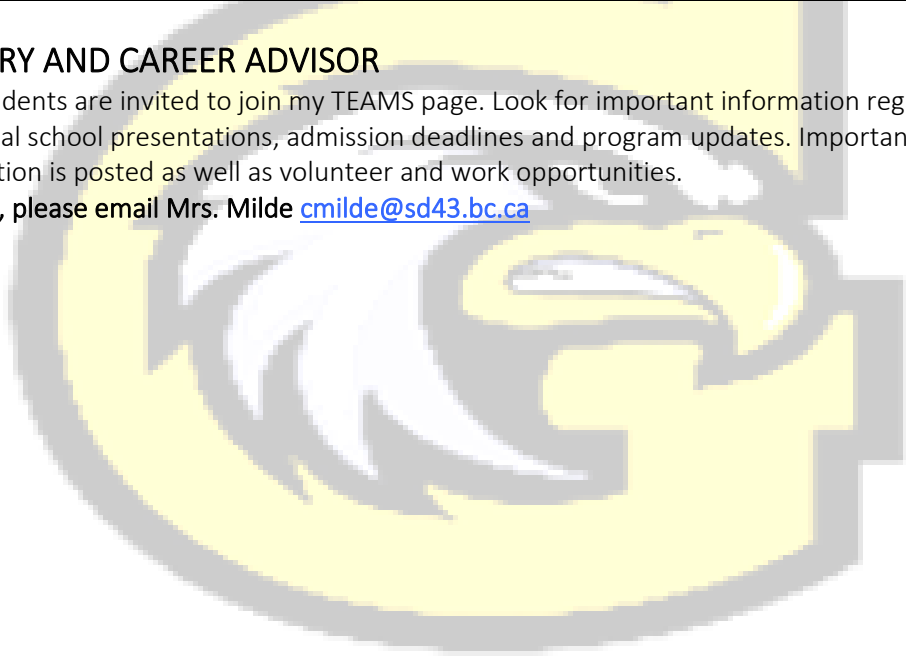 RY AND CAREER ADVISOR
dents are invited to join my TEAMS page. Look for important information reg
al school presentations, admission deadlines and program updates. Importan
tion is posted as well as volunteer and work opportunities.
, please email Mrs. Milde cmilde@sd43.bc.ca